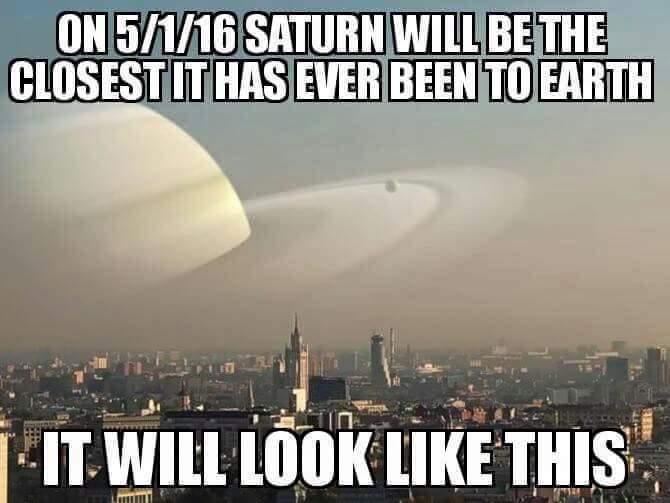 ON 5/1/16 SATURN WILL BE THE
CLOSEST IT HAS EVER BEEN TO EARTH
IT WILL LOOK LIKE THIS